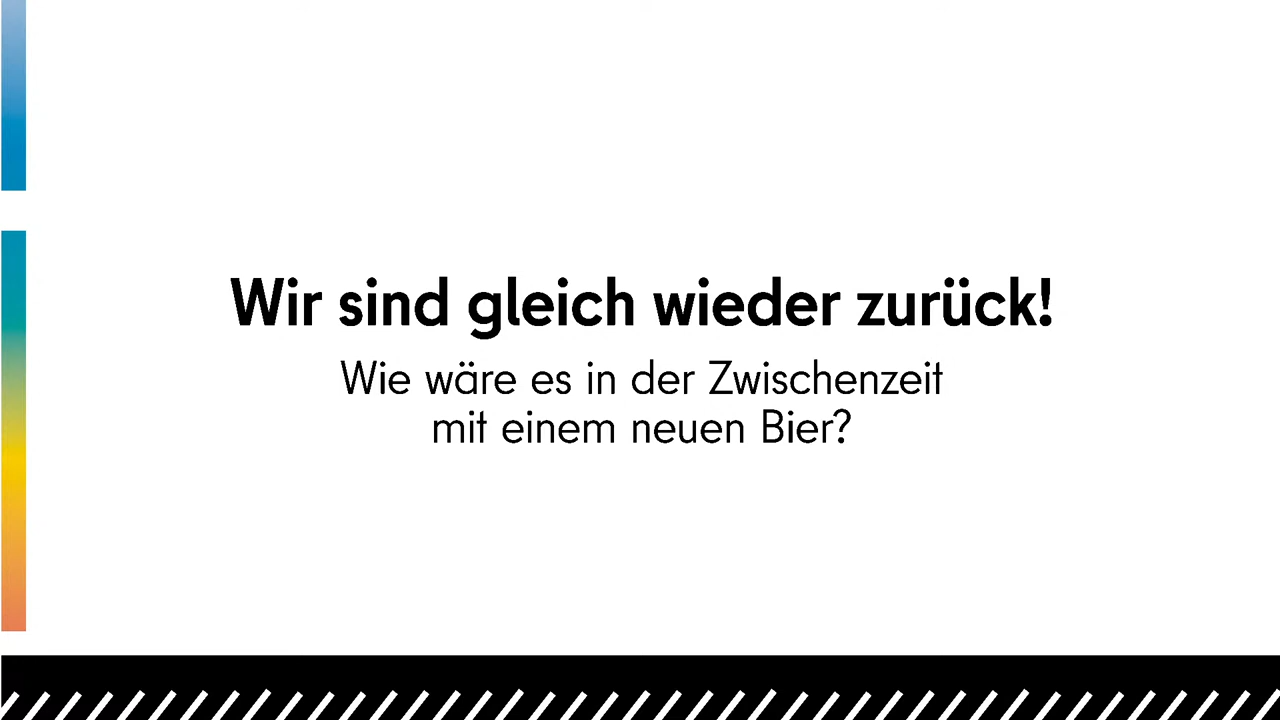 Wir sind gleich wieder zurück!
Wie wäre es in der Zwischenzeit
mit einem neuen Bier?